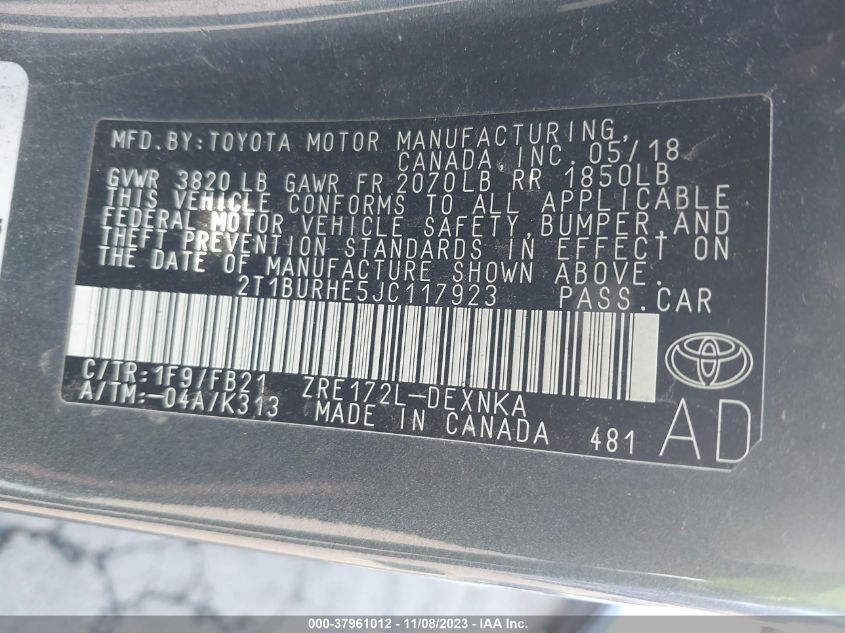 MFD.BY:TOYOTA MOTOR MANUFACTURING,
CANADA INC. 05/18
GVWR 3820 LB GAWR FR 2070LB RR 1850LB
THIS VEHICLE CONFORMS TO ALL APPLICABLE
FEDERAL MOTOR VEHICLE SAFETY,BUMPER,AND
THEFT PREVENTION STANDARDS IN EFFECT ON
THE DATE OF MANUFACTURE SHOWN ABOVE.
2T1BURHE5JC117923 PASS.CAR
C/TR:1F9/FB21 ZRE172L-DEXNKA
A/TM:-04A/K313 MADE IN CANADA 481 AD
000-37961012 | 11/08/2023 - IAA Inc.